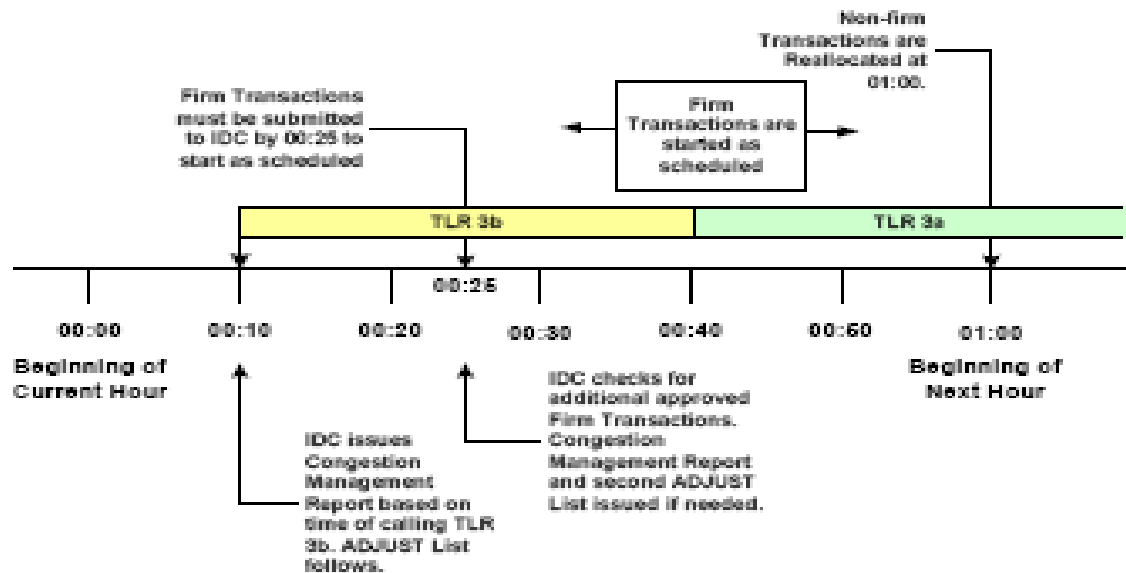 Non-firm
Transactions are
Reallocated at
01:00.
Firm Transactions
must be submitted
to IDC by 00:25 to
start as scheduled
Firm
Transactions are
started as
scheduled
TLR 3b
TLR 3a
00:25
00:00
00:10
00:20
00:30
00:40
00:50
01:00
Beginning of
Current Hour
Beginning of
Next Hour
IDC issues
Congestion
Management
Report based on
time of calling TLR
3b. ADJUST List
follows.
IDC checks for
additional approved
Firm Transactions.
Congestion
Management Report
and second ADJUST
List issued if needed.